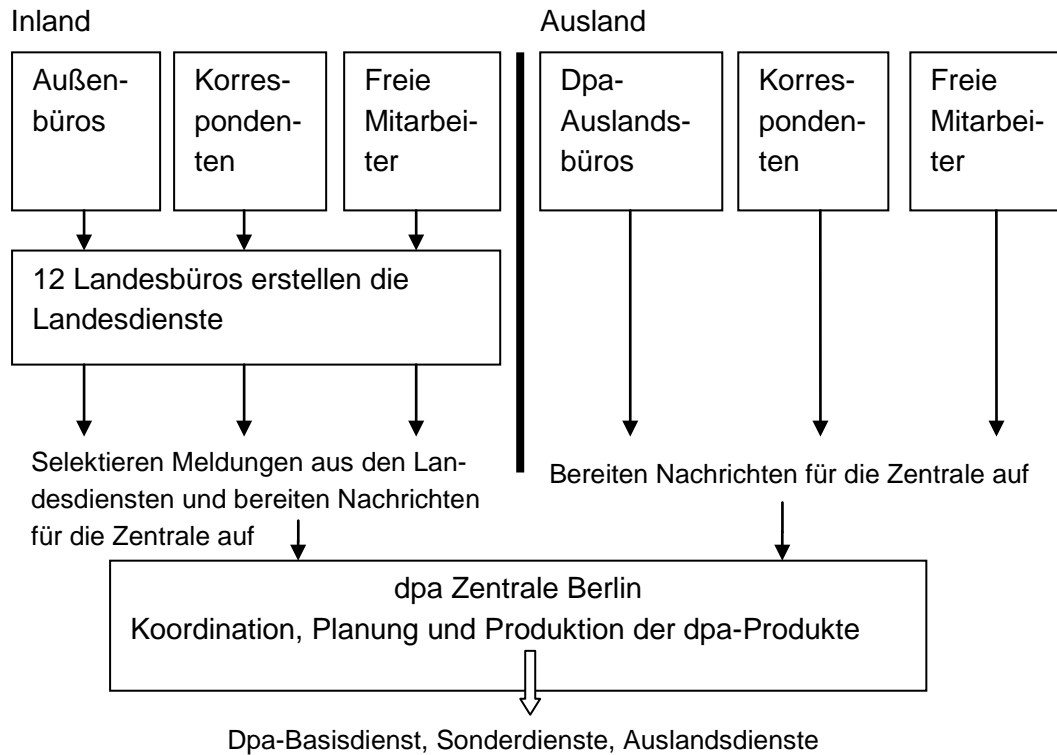 Inland
Außen-
büros
Korres-
ponden-
ten
Freie
Mitarbei-
ter
12 Landesbüros erstellen die
Landesdienste
Selektieren Meldungen aus den Lan-
desdiensten und bereiten Nachrichten
für die Zentrale auf
Ausland
Dpa-
Auslands-
büros
Korres-
ponden-
ten
Freie
Mitarbei-
ter
Bereiten Nachrichten für die Zentrale auf
dpa Zentrale Berlin
Koordination, Planung und Produktion der dpa-Produkte
Dpa-Basisdienst, Sonderdienste, Auslandsdienste